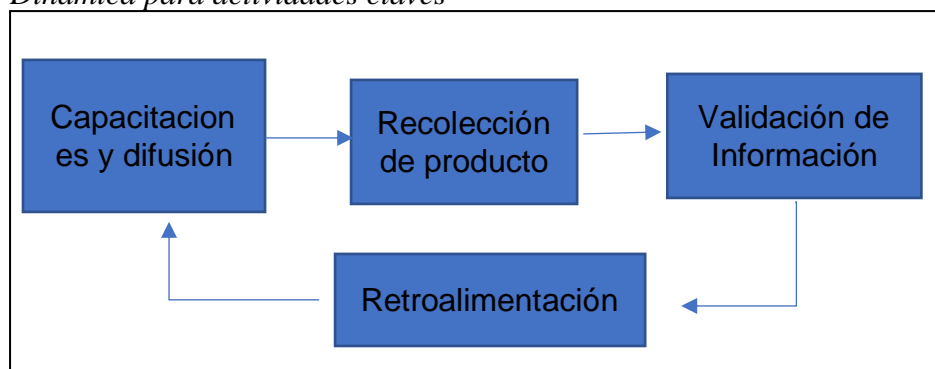 Dinámica para actividades claves
Capacitacion
es y difusión
Recolección
de producto
Validación de
Información
Retroalimentación